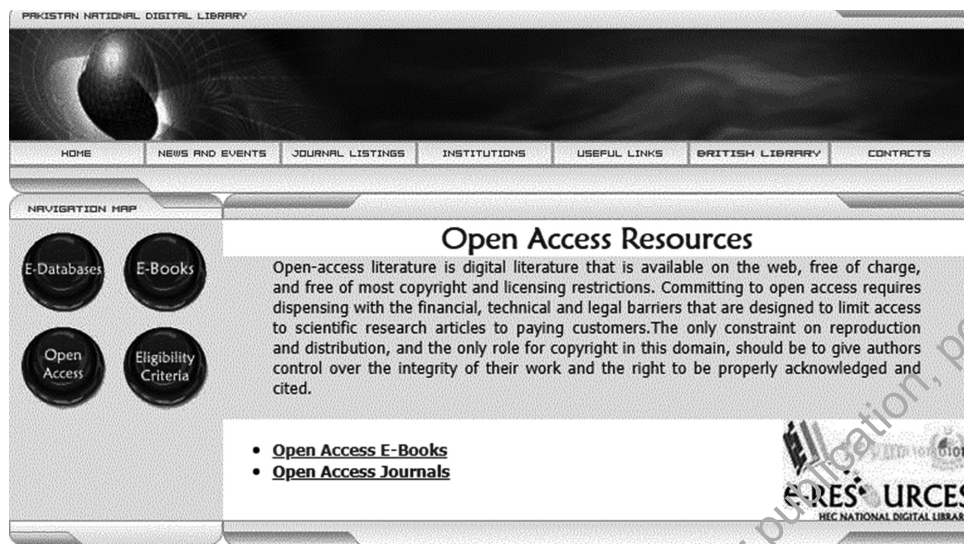 PAKISTAN NATIONAL DIGITAL LIBRARY
HOME
NEWS AND EVENTS
JOURNAL LISTINGS
INSTITUTIONS
USEFUL LINKS
BRITISH LIBRARY
CONTACTS
NAVIGATION MAP
E-Databases
E-Books
Open
Access
Eligibility
Criteria
Open Access Resources
Open-access literature is digital literature that is available on the web, free of charge,
and free of most copyright and licensing restrictions. Committing to open access requires
dispensing with the financial, technical and legal barriers that are designed to limit access
to scientific research articles to paying customers.The only constraint on reproduction
and distribution, and the only role for copyright in this domain, should be to give authors
control over the integrity of their work and the right to be properly acknowledged and
cited.
• Open Access E-Books
• Open Access Journals
E-RESOURCES
HEC NATIONAL DIGITAL LIBRAR
publication,